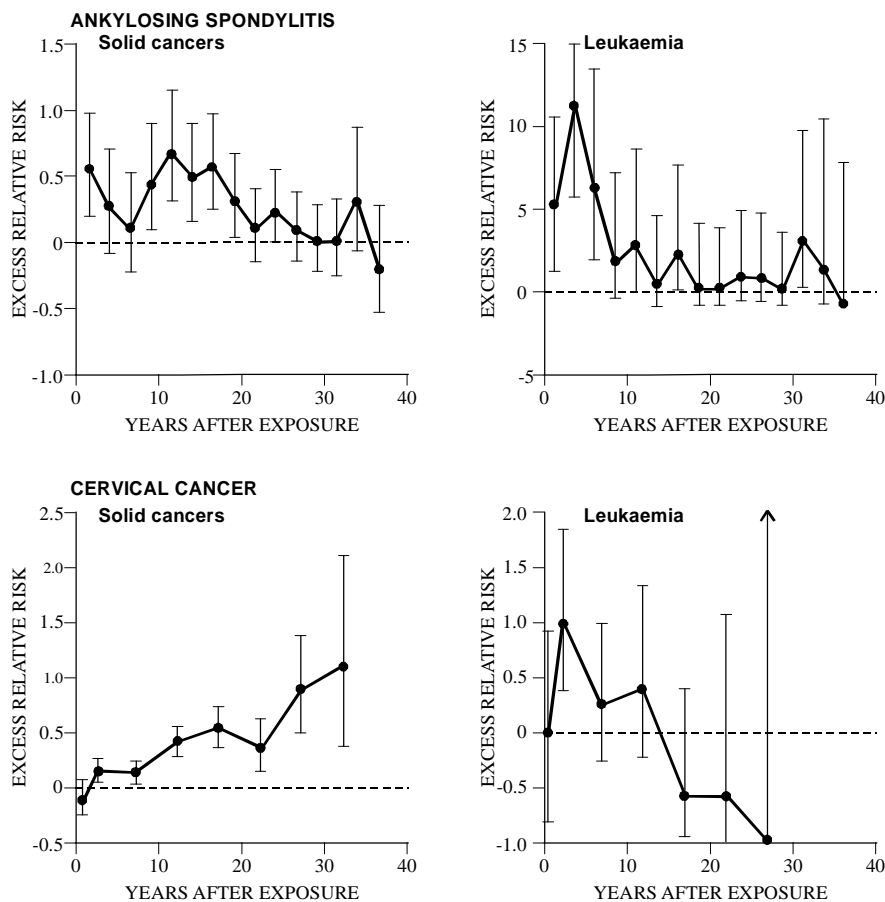 ANKYLOSING SPONDYLITIS
Solid cancers
EXCESS RELATIVE RISK
1.5
1.0
0.5
0
-0.5
-1.0
0 10 20 30 40
YEARS AFTER EXPOSURE
Leukaemia
EXCESS RELATIVE RISK
15
10
5
0
-5
0 10 20 30 40
YEARS AFTER EXPOSURE
CERVICAL CANCER
Solid cancers
EXCESS RELATIVE RISK
2.5
2.0
1.5
1.0
0.5
0
-0.5
0 10 20 30 40
YEARS AFTER EXPOSURE
Leukaemia
EXCESS RELATIVE RISK
2.0
1.5
1.0
0.5
0
-0.5
-1.0
0 10 20 30 40
YEARS AFTER EXPOSURE